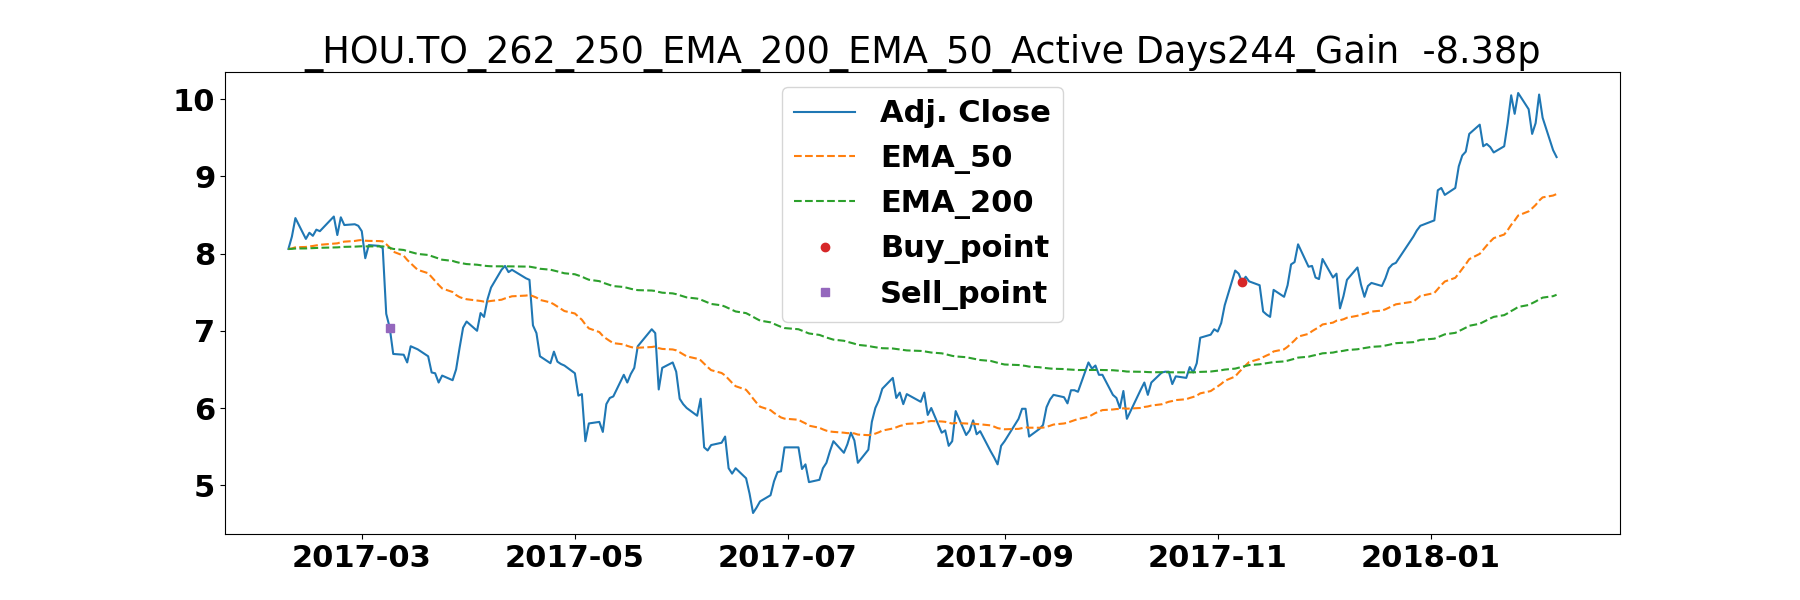 _HOU.TO_262_250_EMA_200_EMA_50_Active Days244_Gain  -8.38p
10
9
8
7
6
5
Adj. Close
EMA_50
EMA_200
Buy_point
Sell_point
2017-03
2017-05
2017-07
2017-09
2017-11
2018-01